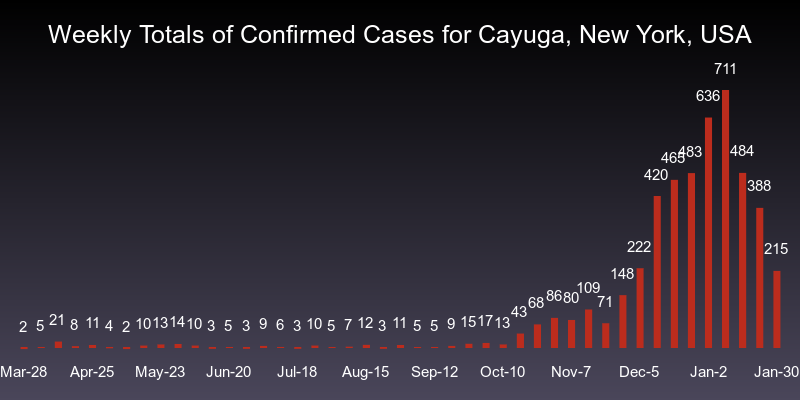 Weekly Totals of Confirmed Cases for Cayuga, New York, USA
711
636
465 483 484
420 388
222 215
148
109
86 80
68 71
43
2 5 21 8 11 4 2 10 13 14 10 3 5 3 9 6 3 10 5 7 12 3 11 5 5 9 15 17 13
Mar-28 Apr-25 May-23 Jun-20 Jul-18 Aug-15 Sep-12 Oct-10 Nov-7 Dec-5 Jan-2 Jan-30